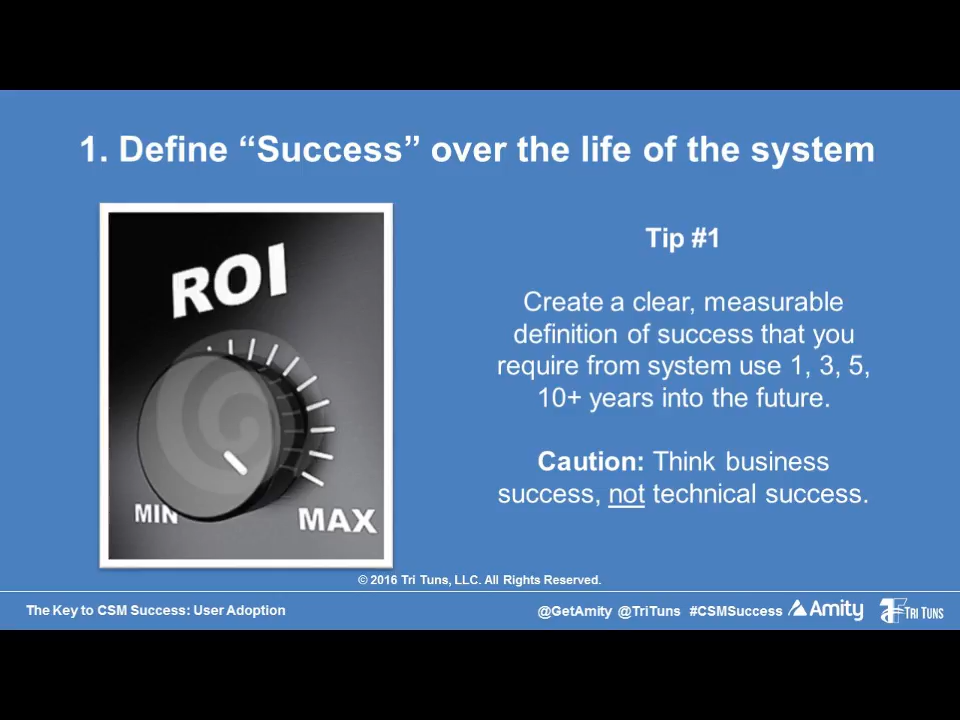 1. Define “Success” over the life of the system
ROI
MIN
MAX
Tip #1
Create a clear, measurable
definition of success that you
require from system use 1, 3, 5,
10+ years into the future.
Caution: Think business
success, not technical success.
© 2016 Tri Tuns, LLC. All Rights Reserved.
The Key to CSM Success: User Adoption
@GetAmity @TriTuns #CSMSuccess Amity TRI TUNS